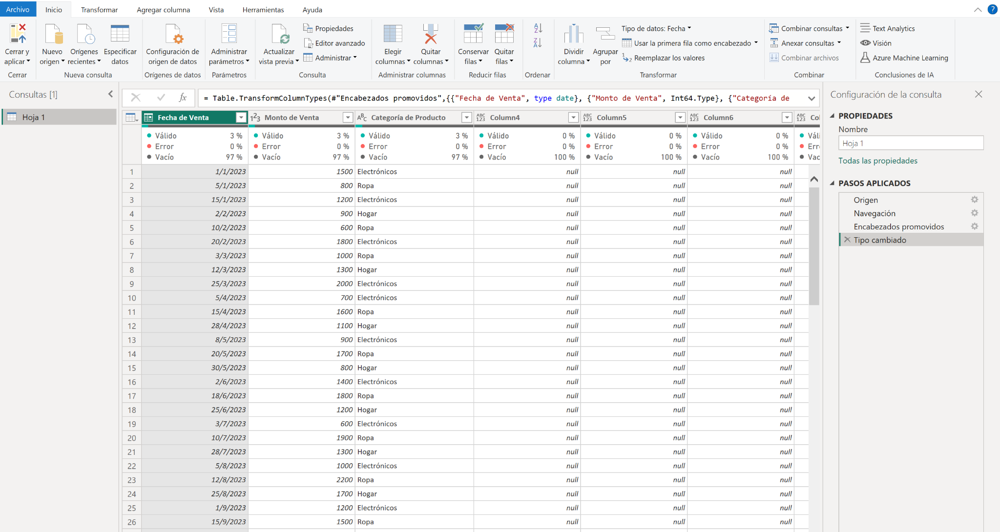 Archivo Inicio Transformar Agregar columna Vista Herramientas Ayuda ?
Cerrar y aplicar
Nuevo origen
Orígenes recientes
Especificar datos
Configuración de origen de datos
Administrar parámetros
Actualizar vista previa
Propiedades
Editor avanzado
Administrar
Elegir columnas
Quitar columnas
Conservar filas
Quitar filas
A Z
Z A
Dividir columna
Agrupar por
Tipo de datos: Fecha
Usar la primera fila como encabezado
1 2 Reemplazar los valores
Combinar consultas
Anexar consultas
Combinar archivos
Text Analytics
Visión
Azure Machine Learning
Cerrar Nueva consulta Orígenes de datos Parámetros Consulta Administrar columnas Reducir filas Ordenar Transformar Combinar Conclusiones de IA
Consultas [1]
Hoja 1
fx = Table.TransformColumnTypes(#"Encabezados promovidos",{{"Fecha de Venta", type date}, {"Monto de Venta", Int64.Type}, {"Categoría de
Fecha de Venta 123 Monto de Venta ABC Categoría de Producto ABC 123 Column4 ABC 123 Column5 ABC 123 Column6 ABC 123 Col
Válido 3 % Válido 3 % Válido 3 % Válido 0 % Válido 0 % Válido 0 % Váli
Error 0 % Error 0 % Error 0 % Error 0 % Error 0 % Error 0 % Erro
Vacío 97 % Vacío 97 % Vacío 97 % Vacío 100 % Vacío 100 % Vacío 100 % Vac
1 1/1/2023 1500 Electrónicos null null null
2 5/1/2023 800 Ropa null null null
3 15/1/2023 1200 Electrónicos null null null
4 2/2/2023 900 Hogar null null null
5 10/2/2023 600 Ropa null null null
6 20/2/2023 1800 Electrónicos null null null
7 3/3/2023 1000 Ropa null null null
8 12/3/2023 1300 Hogar null null null
9 25/3/2023 2000 Electrónicos null null null
10 5/4/2023 700 Electrónicos null null null
11 15/4/2023 1600 Ropa null null null
12 28/4/2023 1100 Hogar null null null
13 8/5/2023 900 Electrónicos null null null
14 20/5/2023 1700 Ropa null null null
15 30/5/2023 800 Hogar null null null
16 2/6/2023 1400 Electrónicos null null null
17 18/6/2023 1800 Ropa null null null
18 25/6/2023 1200 Hogar null null null
19 3/7/2023 600 Electrónicos null null null
20 10/7/2023 1900 Ropa null null null
21 28/7/2023 1300 Hogar null null null
22 5/8/2023 1000 Electrónicos null null null
23 12/8/2023 2200 Ropa null null null
24 25/8/2023 1700 Hogar null null null
25 1/9/2023 1200 Electrónicos null null null
26 15/9/2023 1500 Ropa null null null
Configuración de la consulta
PROPIEDADES
Nombre
Hoja 1
Todas las propiedades
PASOS APLICADOS
Origen
Navegación
Encabezados promovidos
Tipo cambiado